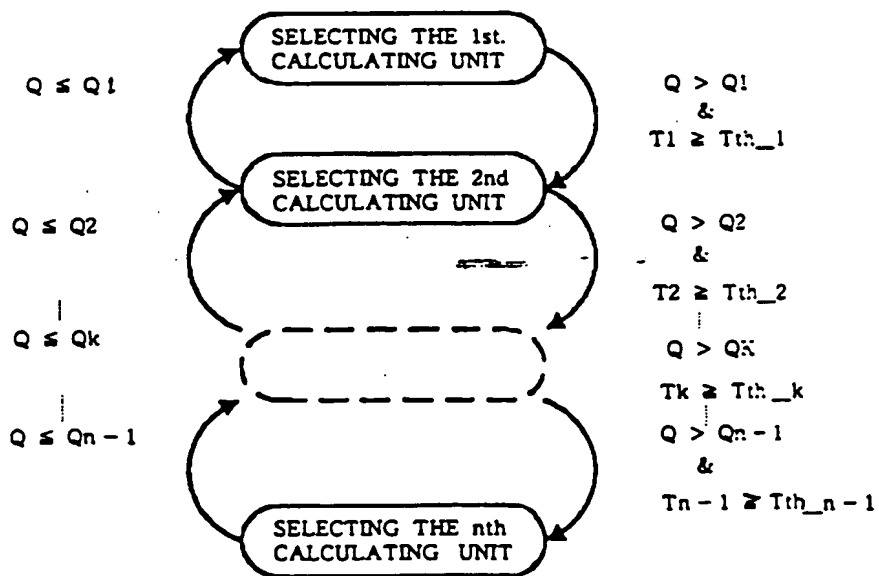 SELECTING THE 1st.
CALCULATING UNIT
Q ≦ Q1
Q > Q1
&
T1 ≧ Tth_1
SELECTING THE 2nd
CALCULATING UNIT
Q ≦ Q2
Q > Q2
&
T2 ≧ Tth_2
Q ≦ Qk
Q > QK
Tk ≧ Tth_k
Q ≦ Qn-1
Q > Qn-1
&
Tn-1 ≧ Tth_n-1
SELECTING THE nth
CALCULATING UNIT